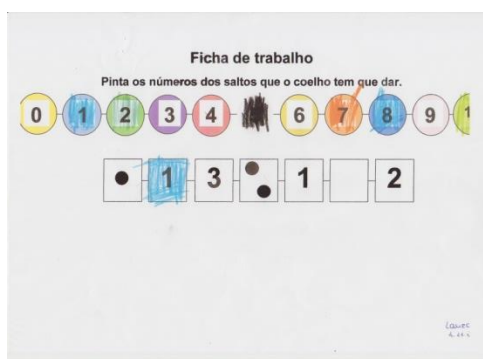 Ficha de trabalho
Pinta os números dos saltos que o coelho tem que dar.
0 1 2 3 4 6 7 8 9 1
1 3 1 2